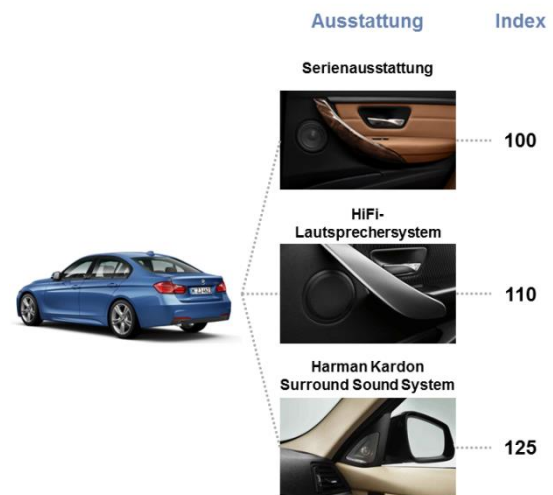 Ausstattung Index
Serienausstattung
100
HiFi-
Lautsprechersystem
110
Harman Kardon
Surround Sound System
125